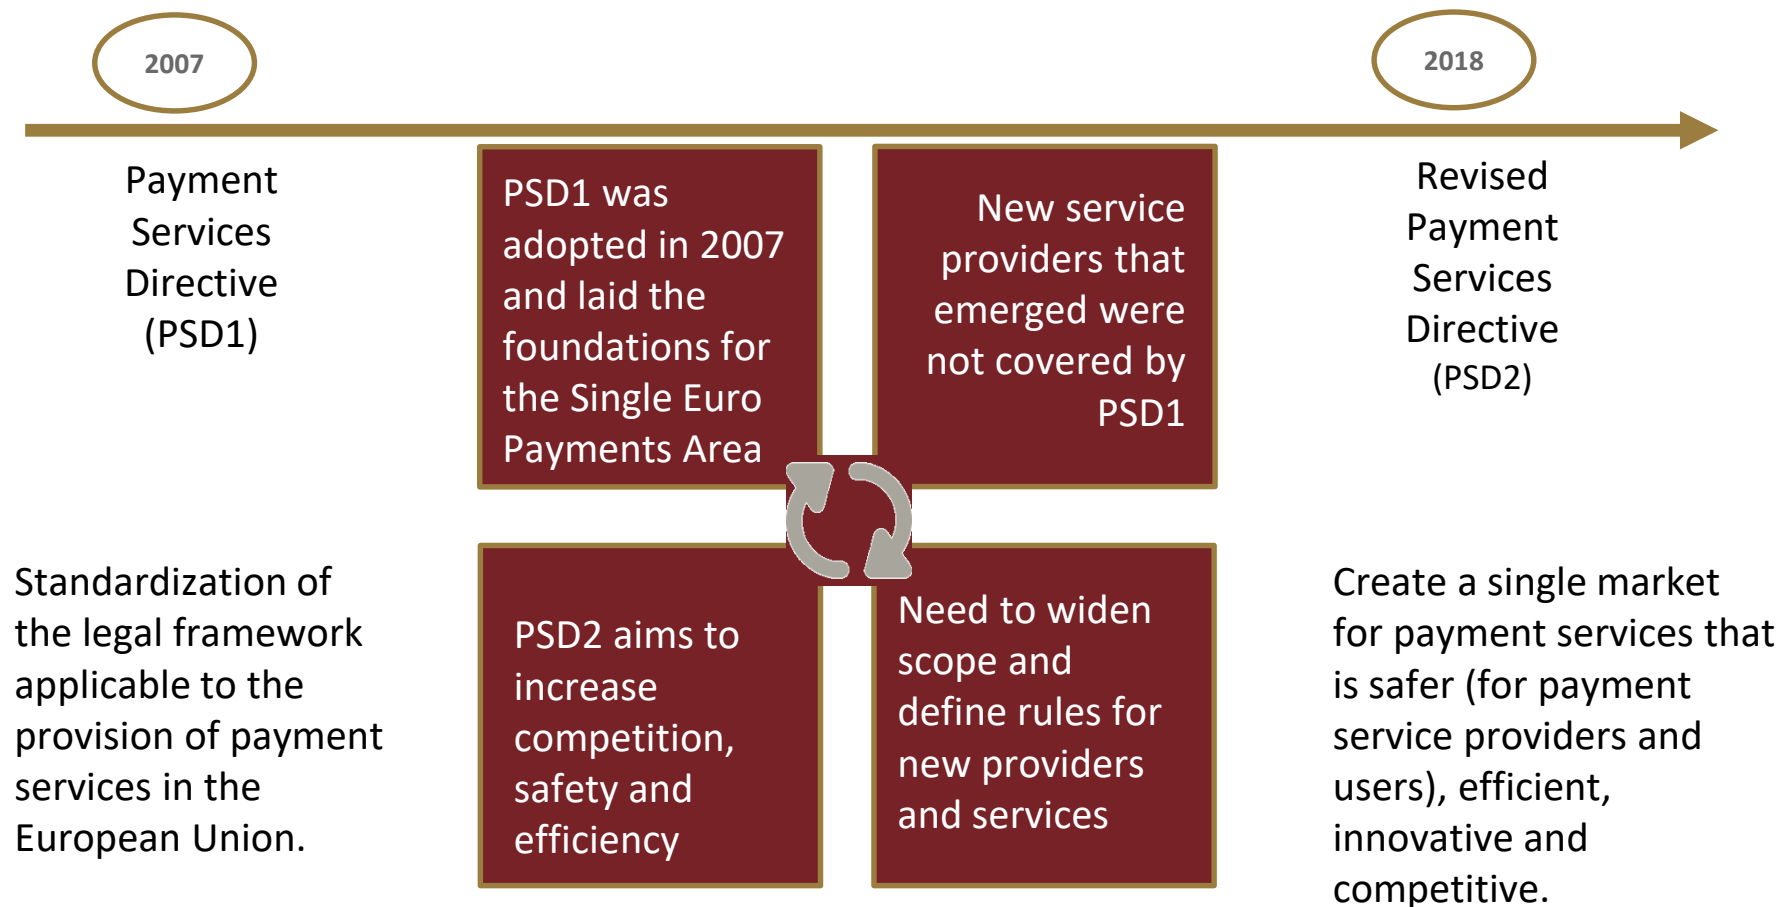 2007
2018
Payment
Services
Directive
(PSD1)
PSD1 was
adopted in 2007
and laid the
foundations for
the Single Euro
Payments Area
New service
providers that
emerged were
not covered by
PSD1
Revised
Payment
Services
Directive
(PSD2)
Standardization of
the legal framework
applicable to the
provision of payment
services in the
European Union.
PSD2 aims to
increase
competition,
safety and
efficiency
Need to widen
scope and
define rules for
new providers
and services
Create a single market
for payment services that
is safer (for payment
service providers and
users), efficient,
innovative and
competitive.